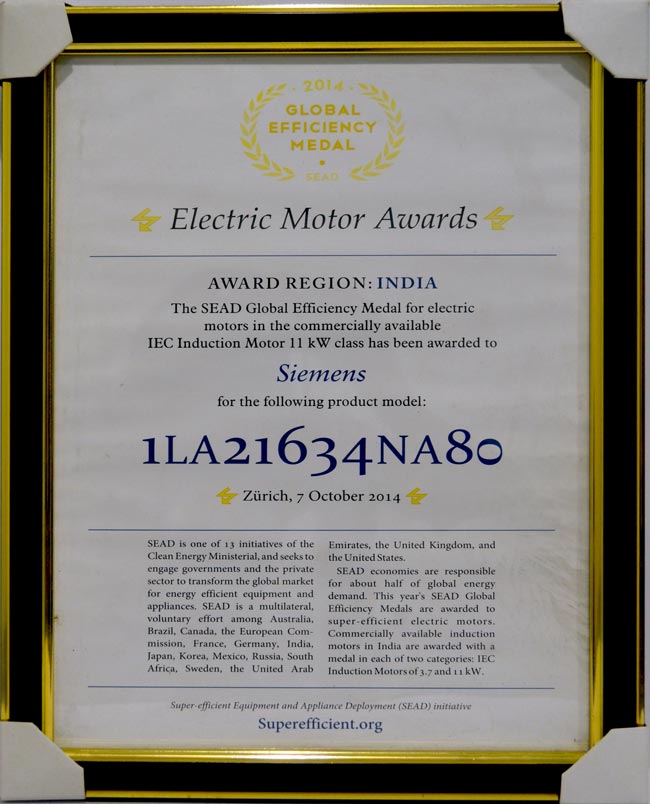 2014
GLOBAL
EFFICIENCY
MEDAL
SEAD
Electric Motor Awards
AWARD REGION: INDIA
The SEAD Global Efficiency Medal for electric
motors in the commercially available
IEC Induction Motor 11 kW class has been awarded to
Siemens
for the following product model:
1LA21634NA80
Zürich, 7 October 2014
SEAD is one of 13 initiatives of the
Clean Energy Ministerial, and seeks to
engage governments and the private
sector to transform the global market
for energy efficient equipment and
appliances. SEAD is a multilateral,
voluntary effort among Australia,
Brazil, Canada, the European Com-
mission, France, Germany, India,
Japan, Korea, Mexico, Russia, South
Africa, Sweden, the United Arab
Emirates, the United Kingdom, and
the United States.
SEAD economies are responsible
for about half of global energy
demand. This year's SEAD Global
Efficiency Medals are awarded to
super-efficient electric motors.
Commercially available induction
motors in India are awarded with a
medal in each of two categories: IEC
Induction Motors of 3.7 and 11 kW.
Super-efficient Equipment and Appliance Deployment (SEAD) initiative
Superefficient.org